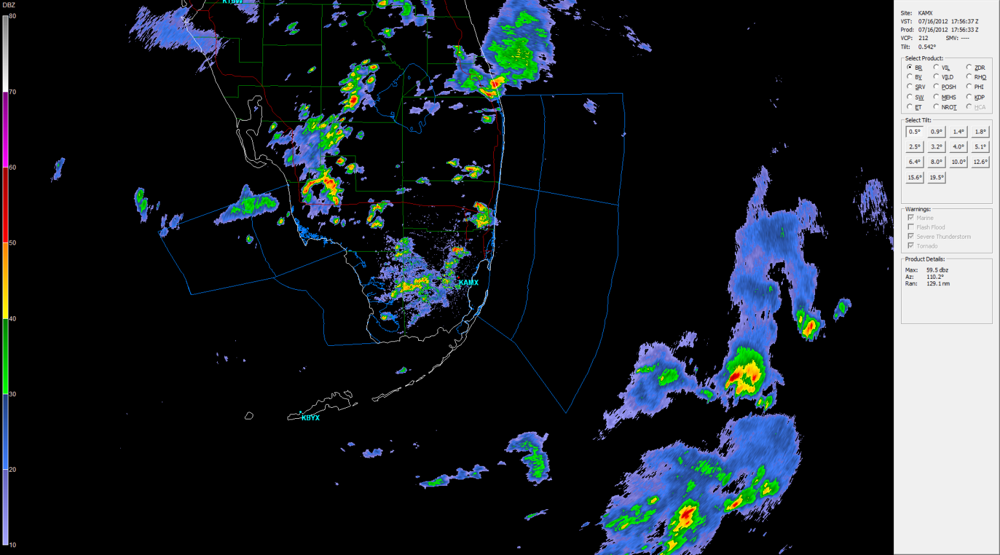 DBZ
80
70
60
50
40
30
20
10
KTBW
KAMX
KBYX
Site: KAMX
VST: 07/16/2012 17:56:37 Z
Prod: 07/16/2012 17:56:33 Z
VCP: 212 SMV: ----
Tilt: 0.542°
Select Product:
BR VIL ZDR
BV VILD RHO
SRV POSH PHI
SW MEHS KDP
ET NROT HCA
Select Tilt:
0.5° 0.9° 1.4° 1.8°
2.5° 3.2° 4.0° 5.1°
6.4° 8.0° 10.0° 12.6°
15.6° 19.5°
Warnings:
Marine
Flash Flood
Severe Thunderstorm
Tornado
Product Details:
Max: 59.5 dbz
Az: 110.2°
Ran: 129.1 nm